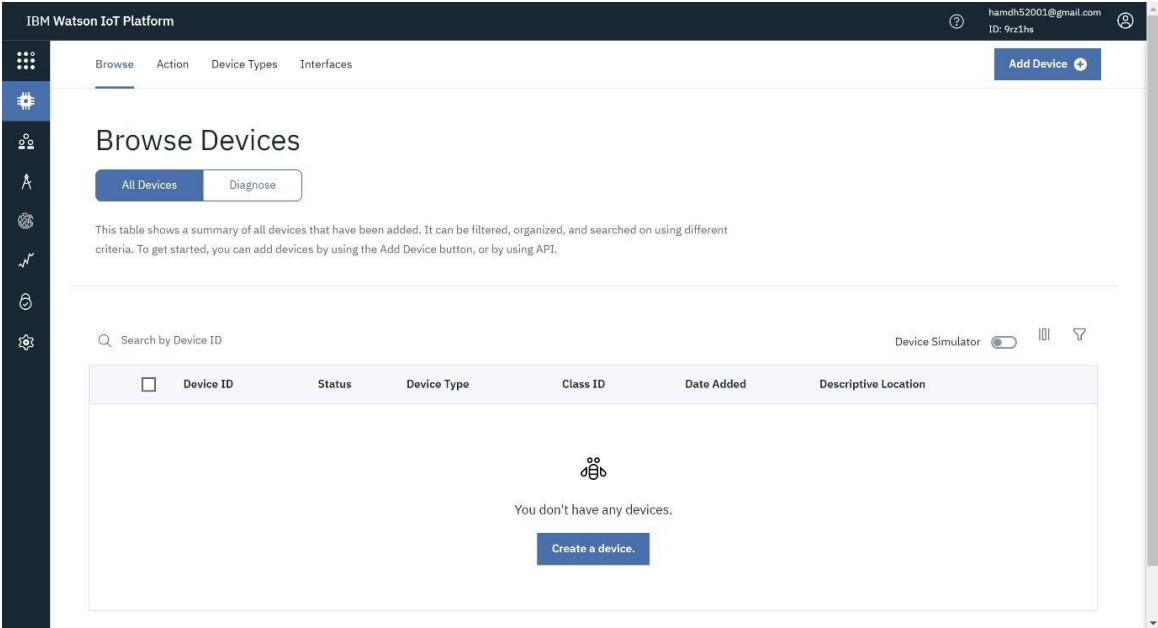 IBM Watson IoT Platform
hamdh52001@gmail.com
ID: 9rz1hs
Browse Action Device Types Interfaces
Add Device
Browse Devices
All Devices Diagnose
This table shows a summary of all devices that have been added. It can be filtered, organized, and searched on using different
criteria. To get started, you can add devices by using the Add Device button, or by using API.
Search by Device ID
Device Simulator
Device ID Status Device Type Class ID Date Added Descriptive Location
You don't have any devices.
Create a device.